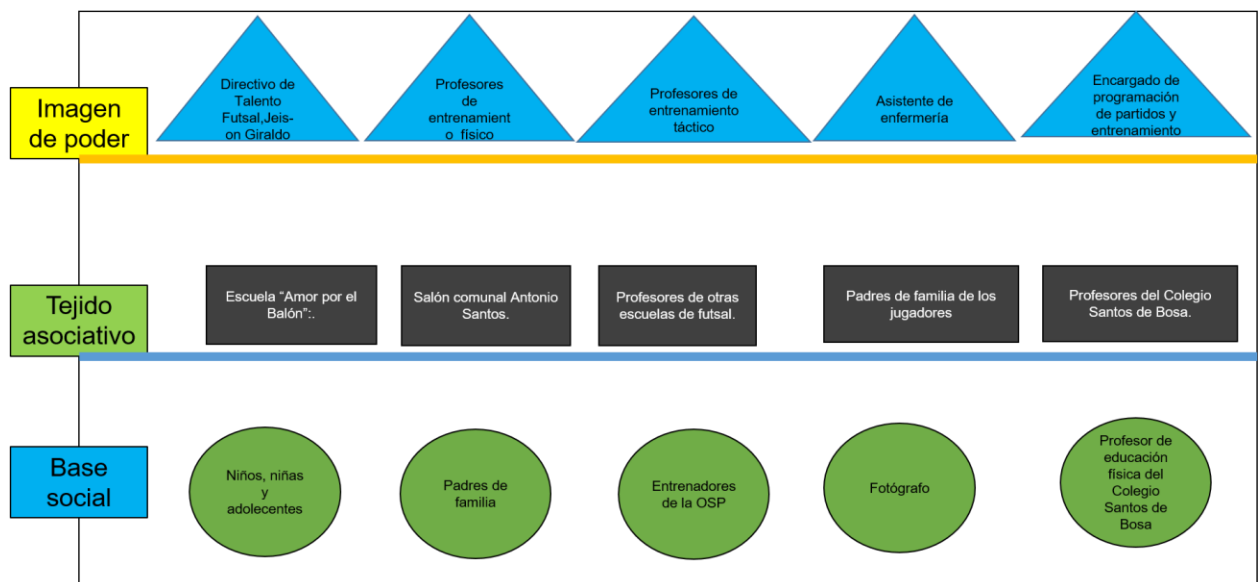 Imagen
de poder
Directivo de
Talento
Futsal,Jeis-
on Giraldo
Profesores
de
entrenamient
o físico
Profesores de
entrenamiento
táctico
Asistente de
enfermería
Encargado de
programación
de partidos y
entrenamiento
Tejido
asociativo
Escuela “Amor por el
Balón”:.
Salón comunal Antonio
Santos.
Profesores de otras
escuelas de futsal.
Padres de familia de los
jugadores
Profesores del Colegio
Santos de Bosa.
Base
social
Niños, niñas
y
adolecentes
Padres de
familia
Entrenadores
de la OSP
Fotógrafo
Profesor de
educación
física del
Colegio
Santos de
Bosa